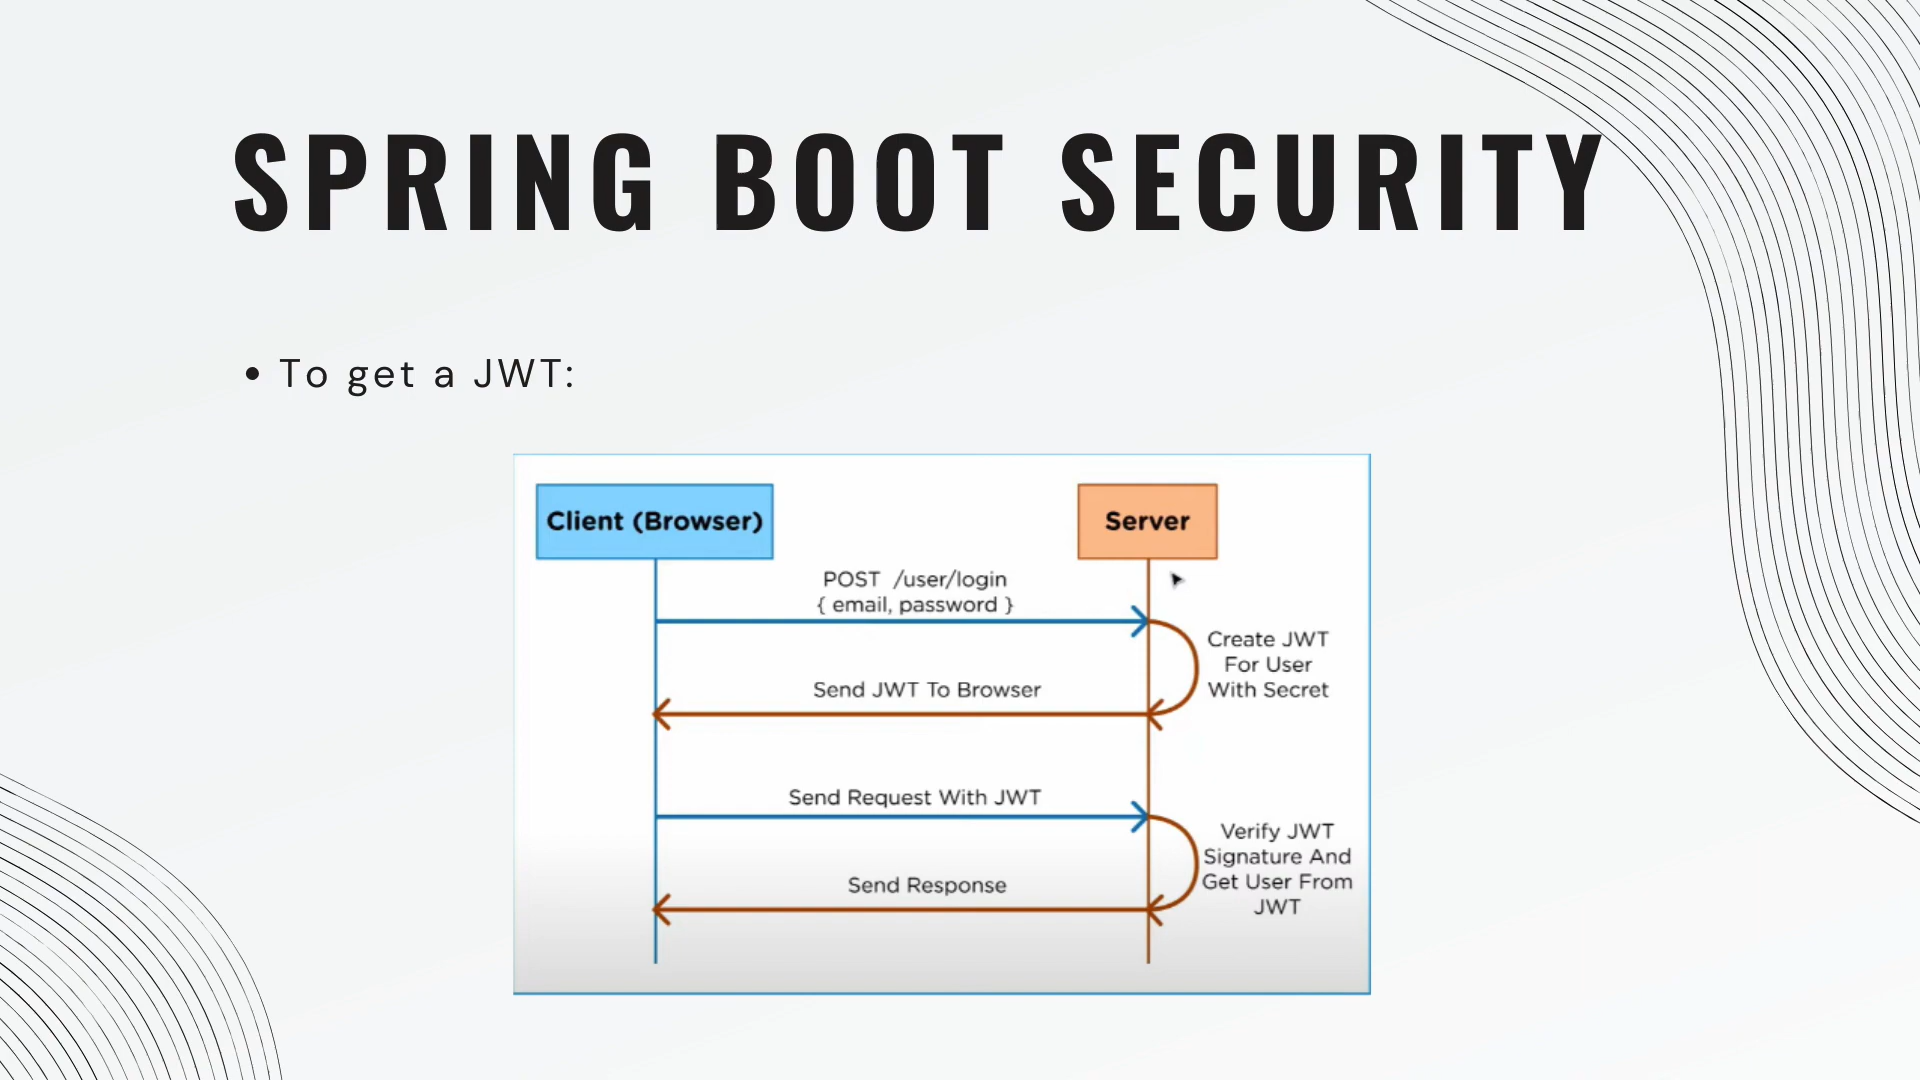 SPRING BOOT SECURITY
• To get a JWT:
Client (Browser)
Server
POST /user/login
{ email, password }
Create JWT
For User
With Secret
Send JWT To Browser
Send Request With JWT
Verify JWT
Signature And
Get User From
JWT
Send Response